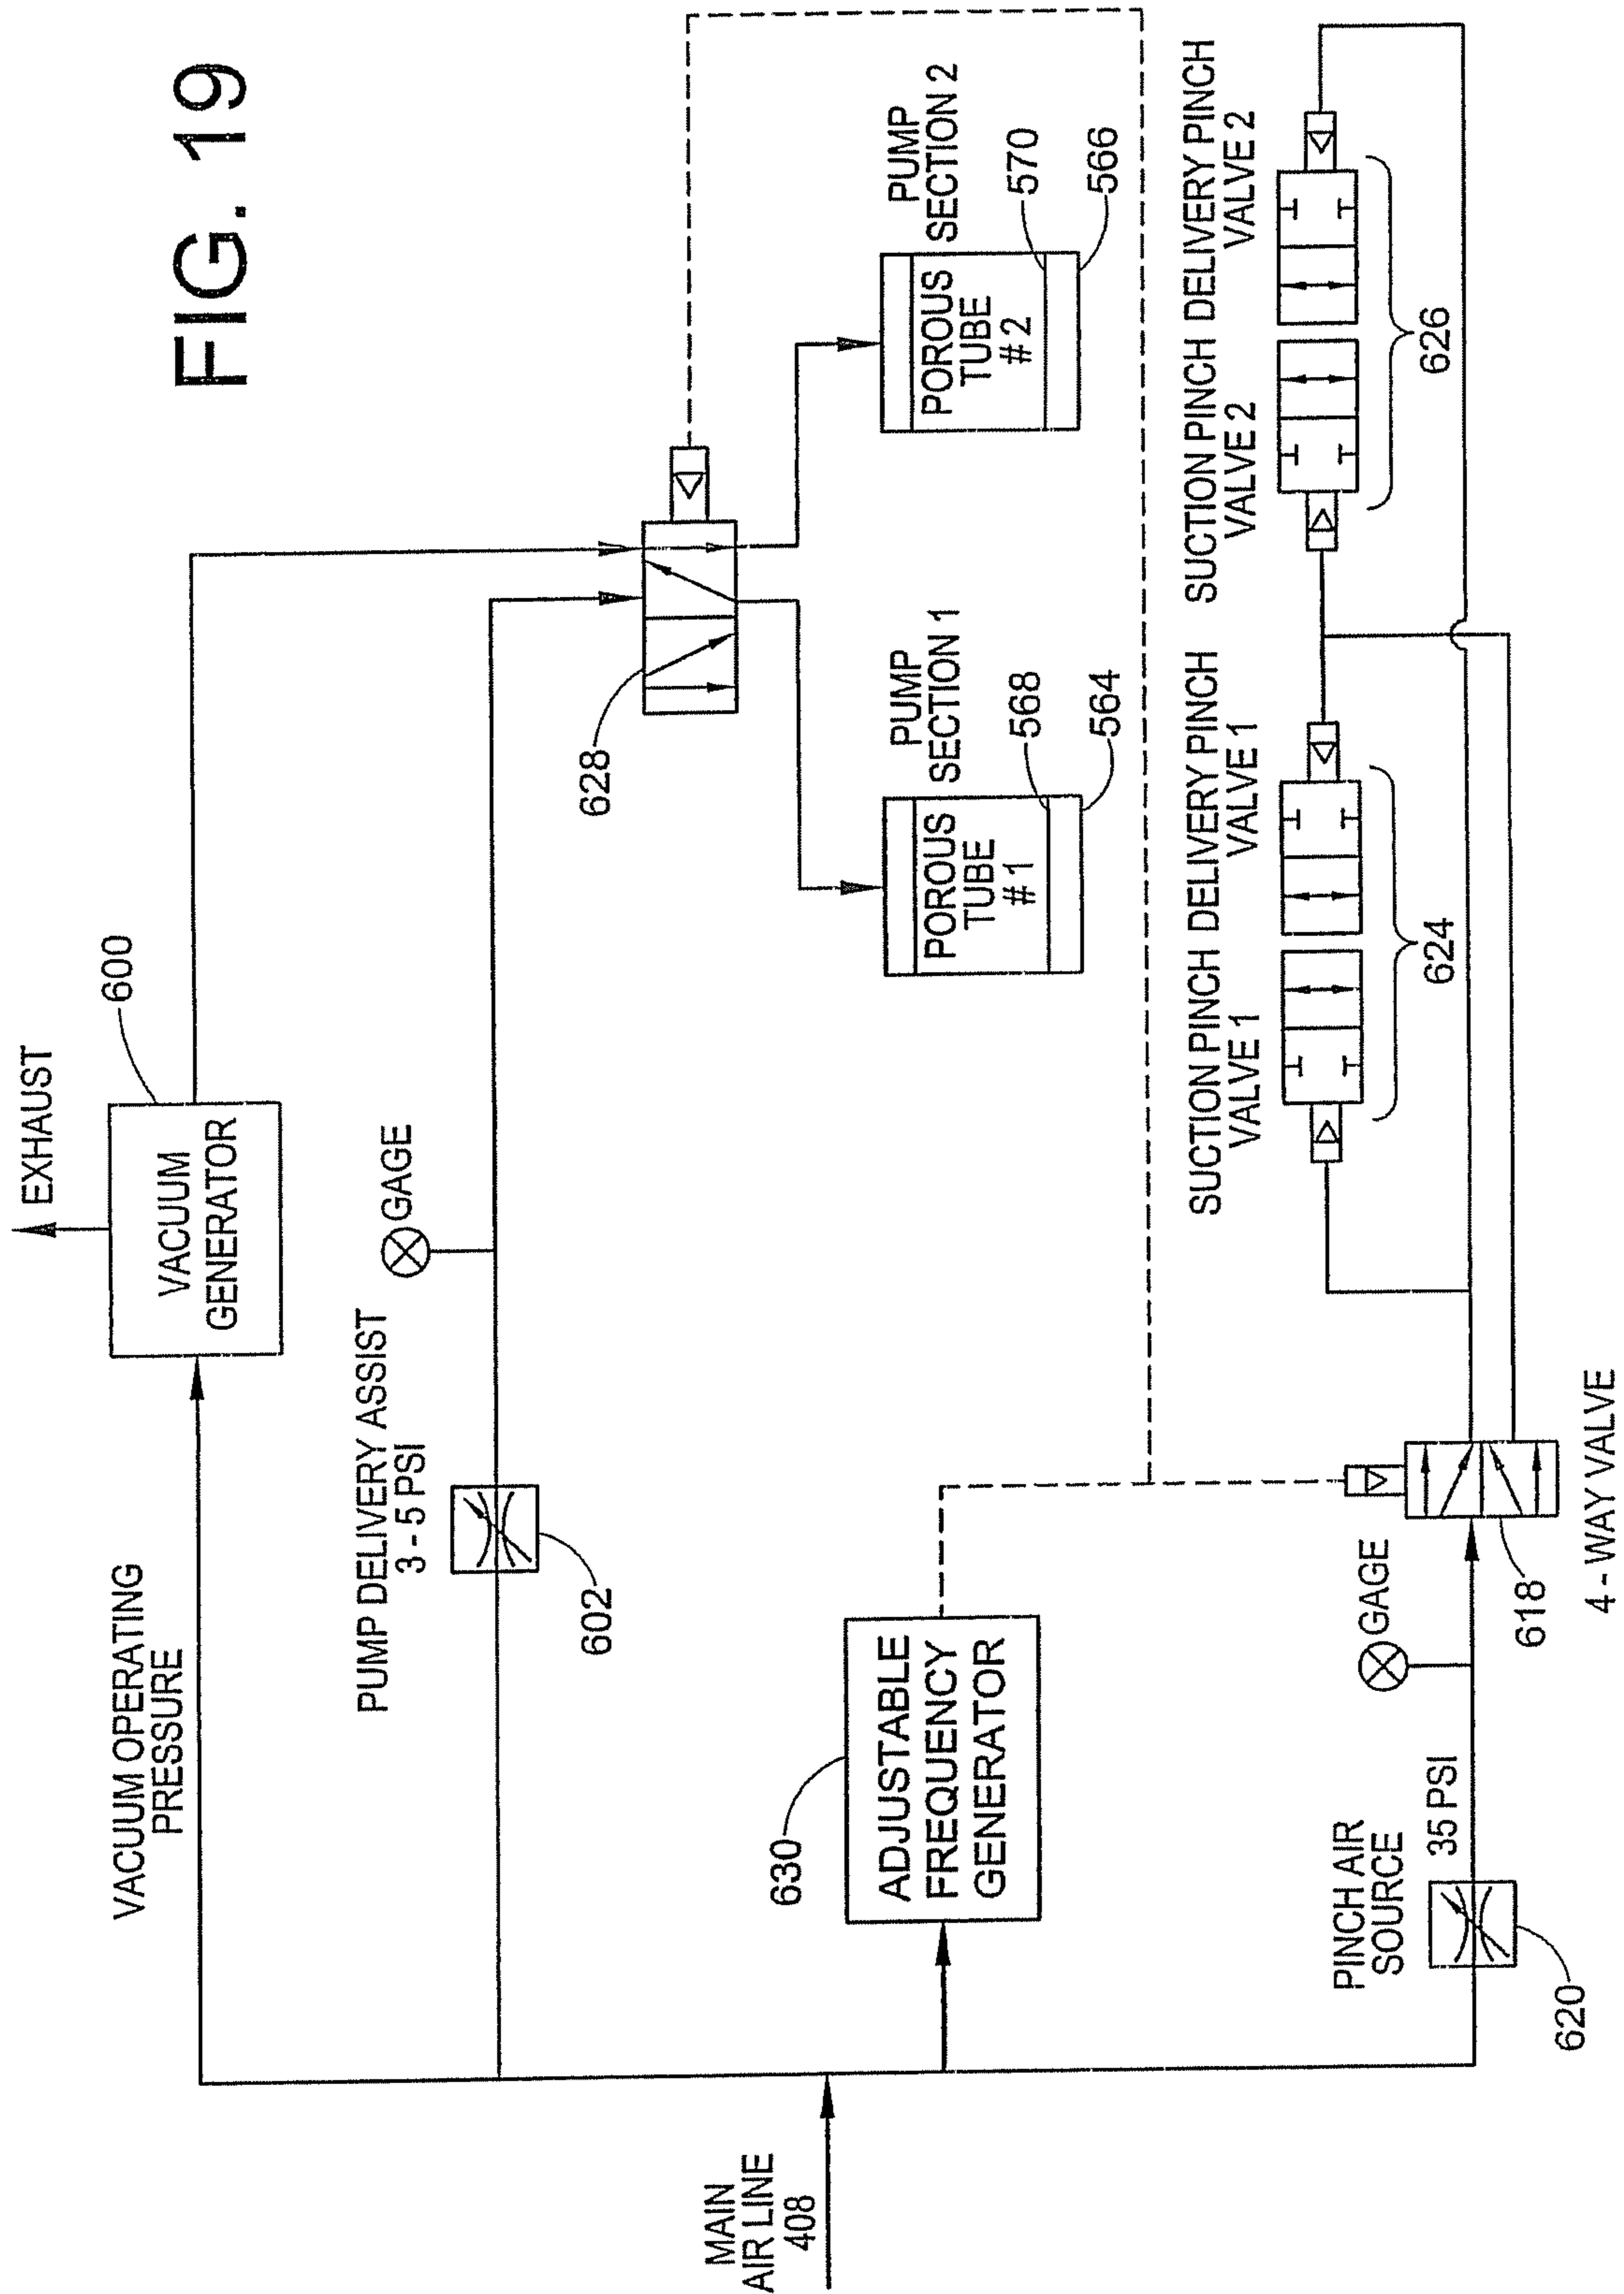 FIG. 19
EXHAUST
600
VACUUM
GENERATOR
VACUUM OPERATING
PRESSURE
PUMP DELIVERY ASSIST
3 - 5 PSI
GAGE
602
628
PUMP
SECTION 1
POROUS
TUBE
#1
568
564
PUMP
SECTION 2
POROUS
TUBE
#2
570
566
MAIN
AIR LINE
408
630
ADJUSTABLE
FREQUENCY
GENERATOR
PINCH AIR
SOURCE
35 PSI
620
GAGE
618
4 - WAY VALVE
SUCTION PINCH
VALVE 1
DELIVERY PINCH
VALVE 1
SUCTION PINCH
VALVE 2
DELIVERY PINCH
VALVE 2
624
626